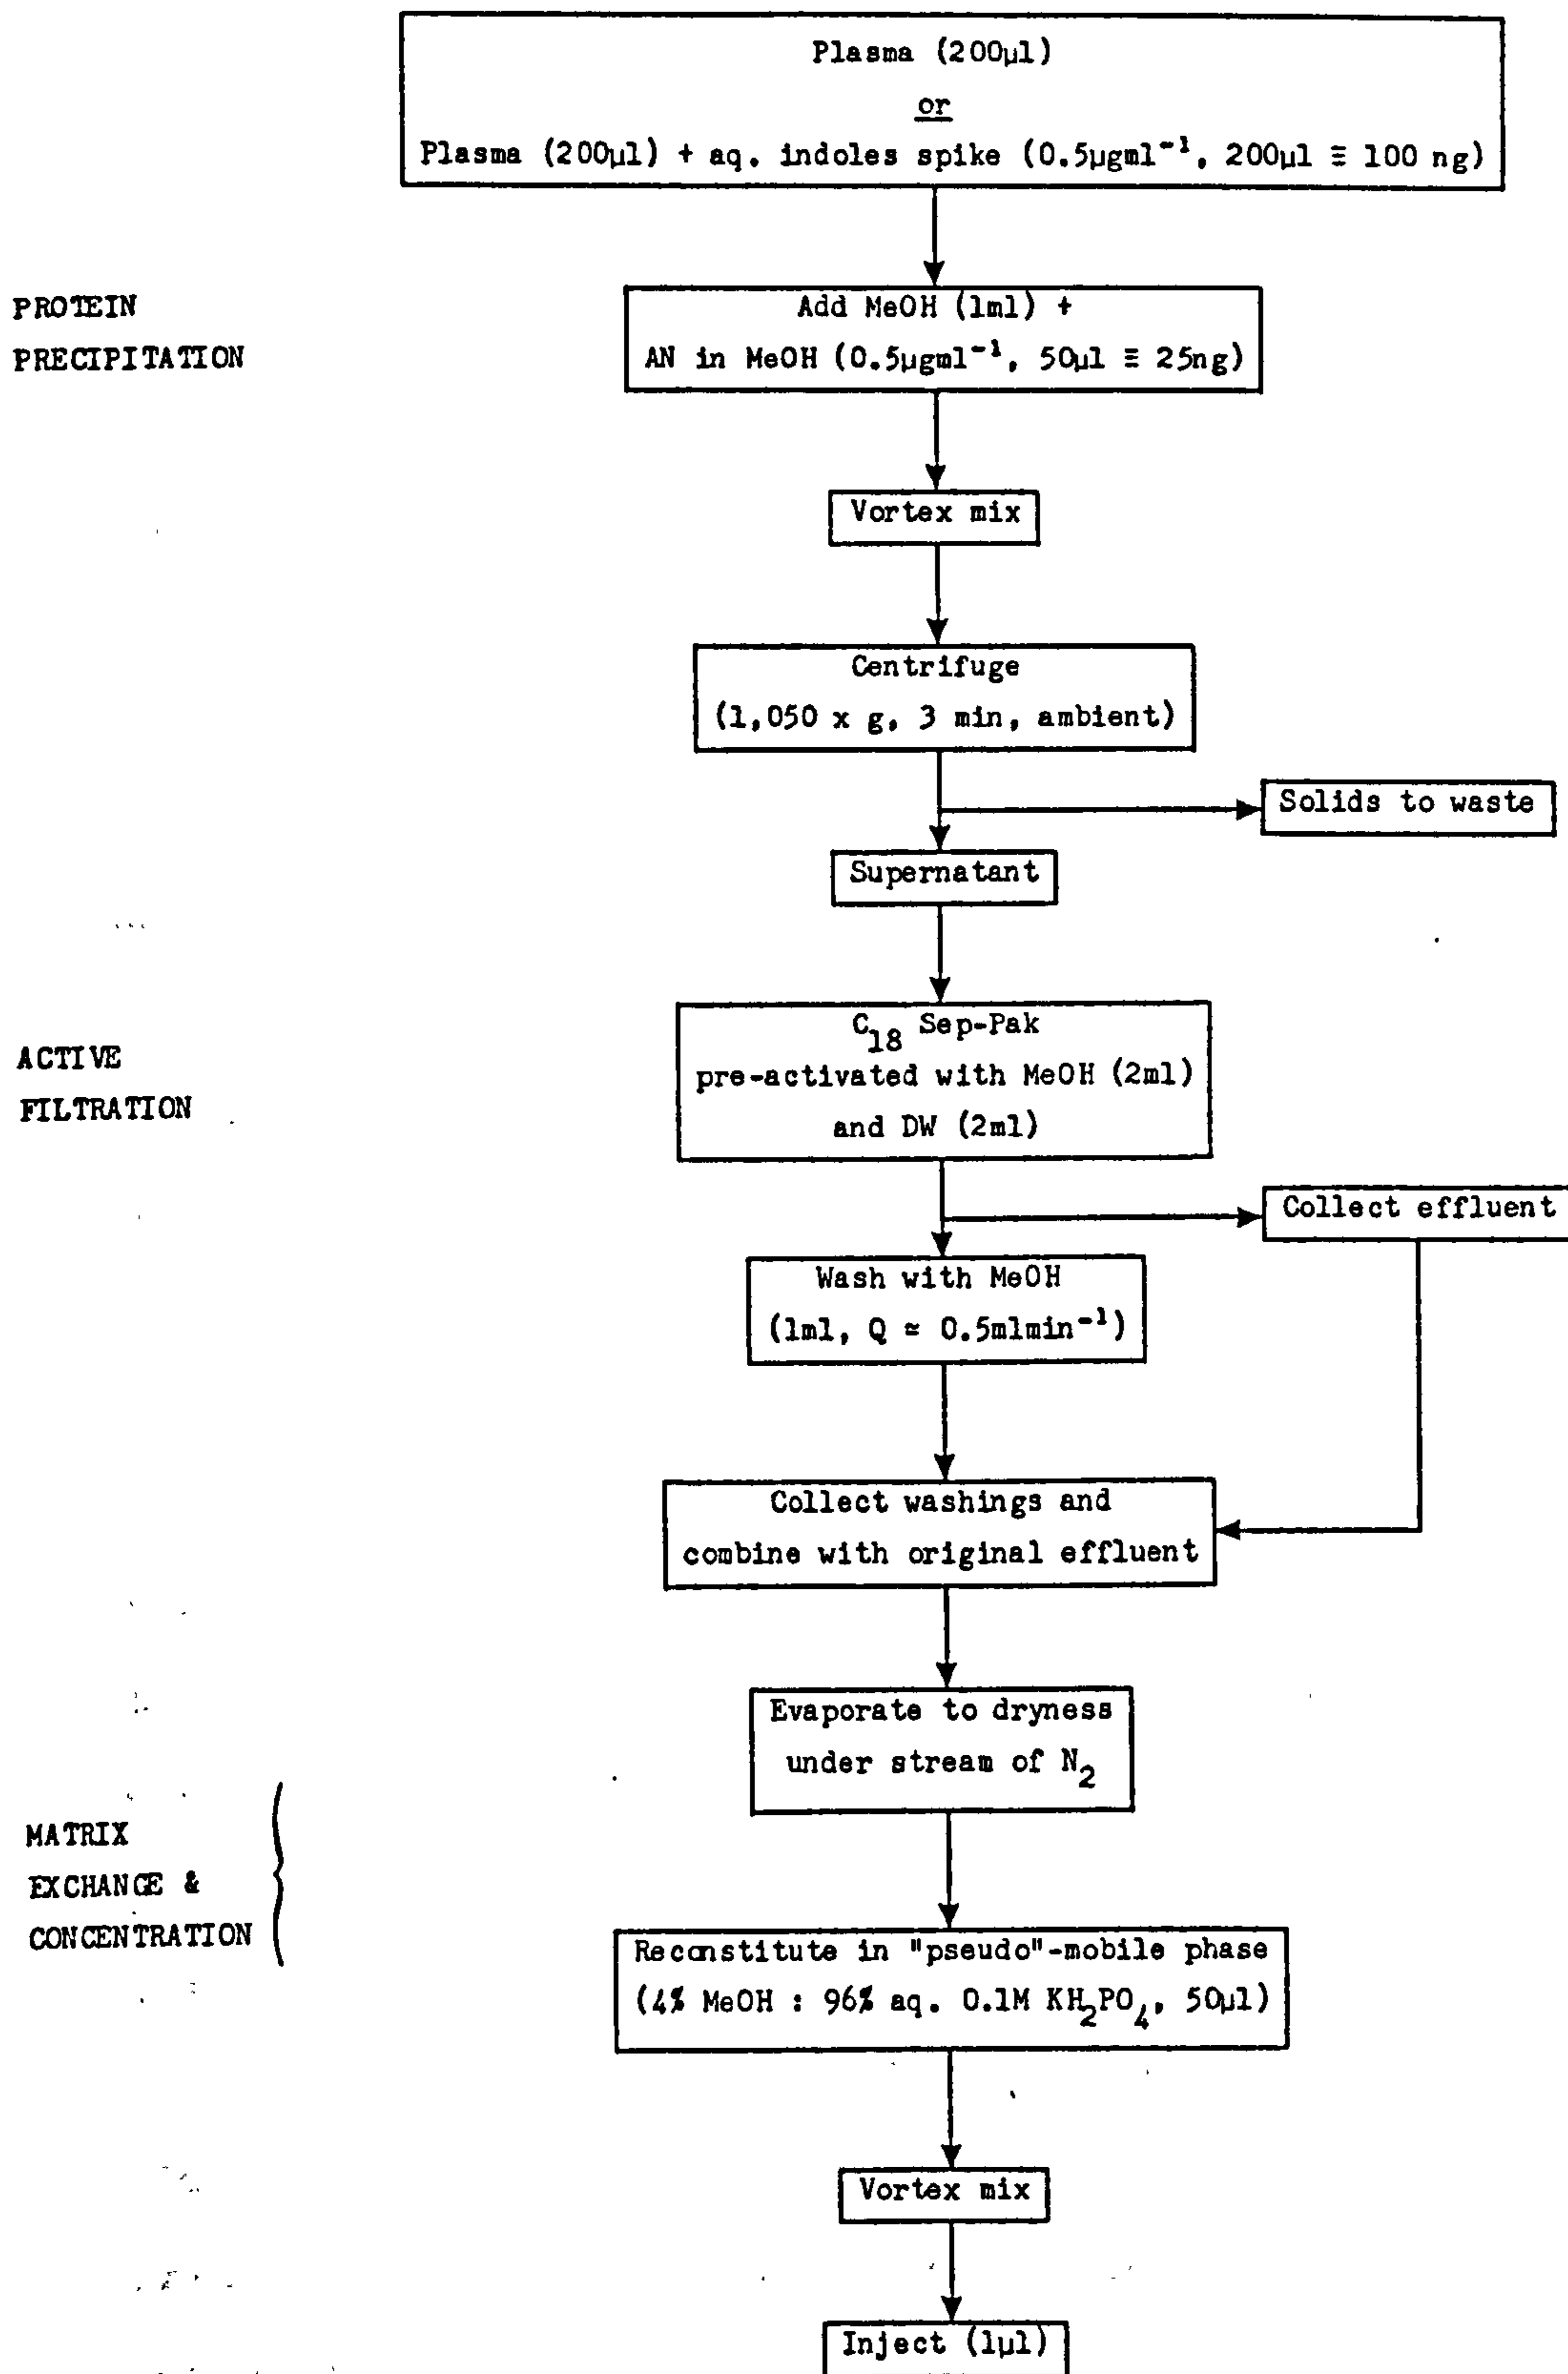 Plasma (200µl)
or
Plasma (200µl) + aq. indoles spike (0.5µgml⁻¹, 200µl ≡ 100 ng)
PROTEIN
PRECIPITATION
Add MeOH (1ml) +
AN in MeOH (0.5µgml⁻¹, 50µl ≡ 25ng)
Vortex mix
Centrifuge
(1,050 x g, 3 min, ambient)
Solids to waste
Supernatant
ACTIVE
FILTRATION
C₁₈ Sep-Pak
pre-activated with MeOH (2ml)
and DW (2ml)
Collect effluent
Wash with MeOH
(1ml, Q ≃ 0.5mlmin⁻¹)
Collect washings and
combine with original effluent
Evaporate to dryness
under stream of N₂
MATRIX
EXCHANGE &
CONCENTRATION
Reconstitute in "pseudo"-mobile phase
(4% MeOH : 96% aq. 0.1M KH₂PO₄, 50µl)
Vortex mix
Inject (1µl)